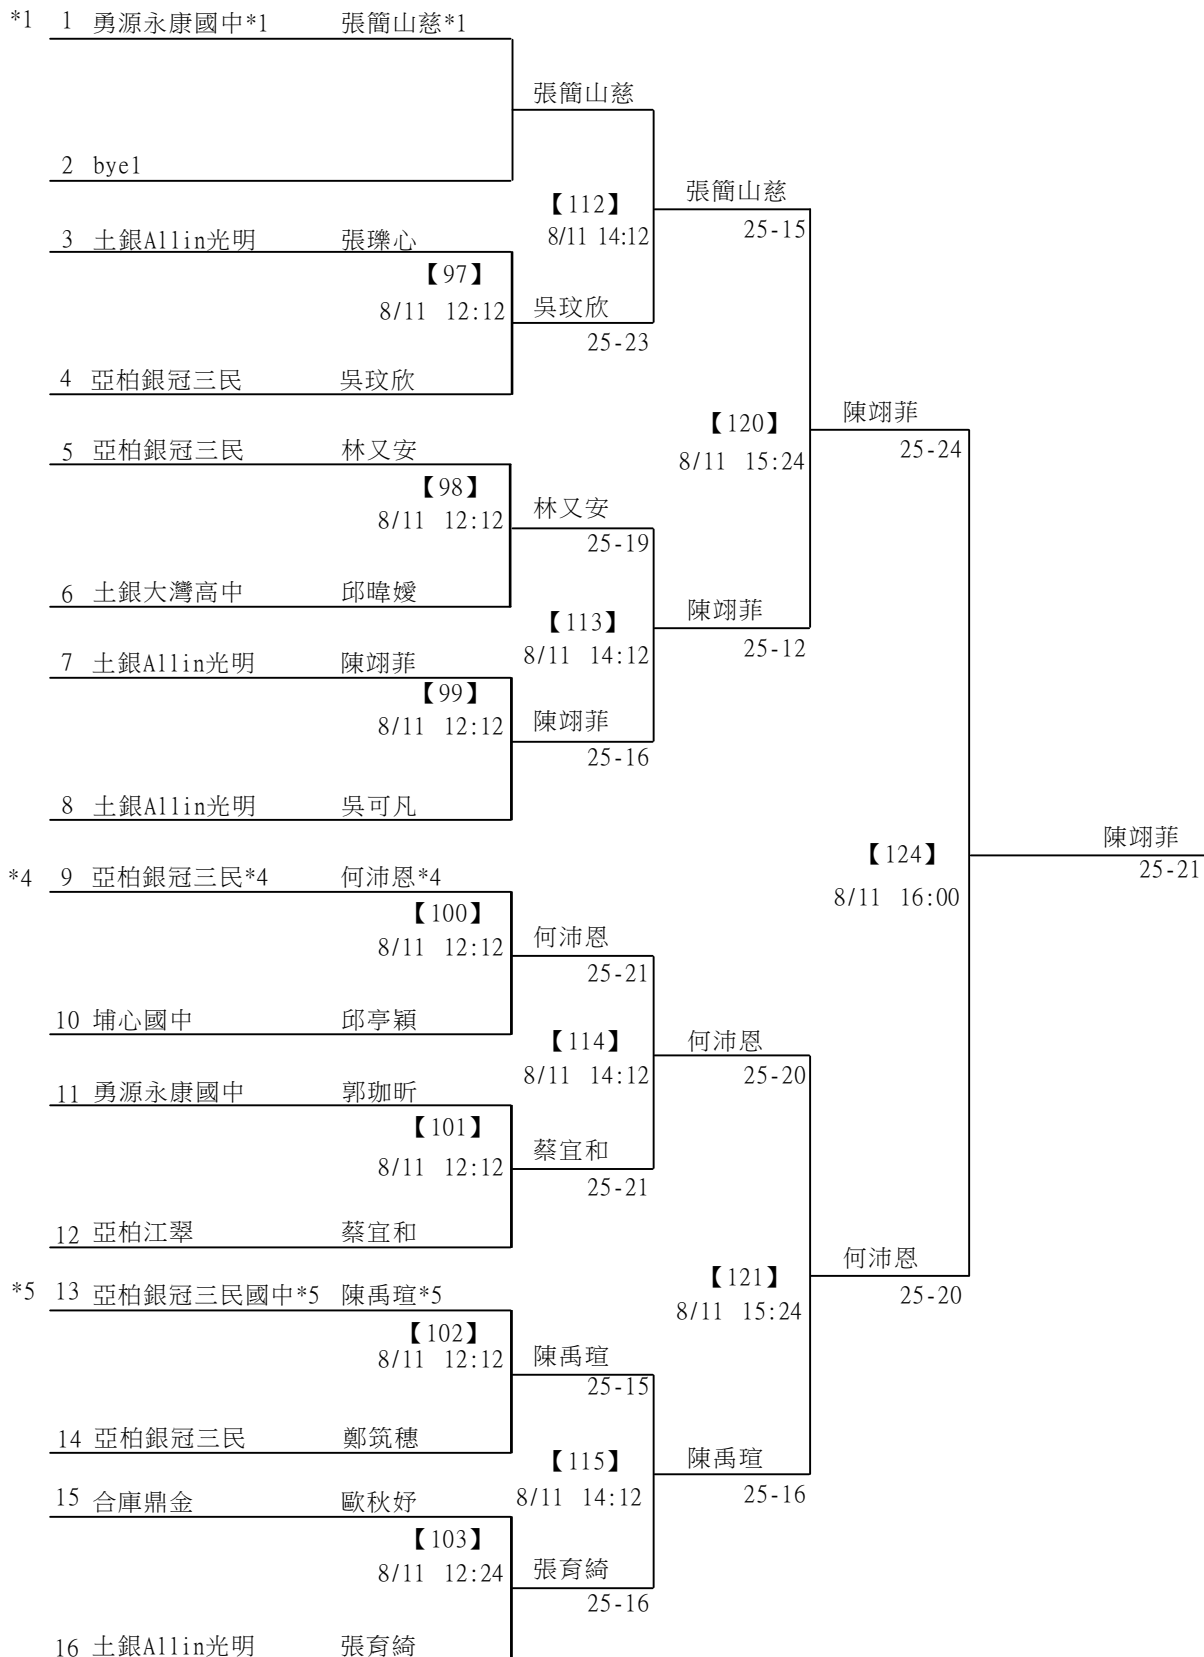 *1 1 勇源永康國中*1 張簡山慈*1
張簡山慈
2 bye1
張簡山慈
【112】
25-15
3 土銀Allin光明 張瓅心
8/11 14:12
【97】
8/11 12:12
吳玟欣
25-23
4 亞柏銀冠三民 吳玟欣
陳翊菲
【120】
25-24
5 亞柏銀冠三民 林又安
8/11 15:24
【98】
林又安
8/11 12:12
25-19
6 土銀大灣高中 邱暐嬡
陳翊菲
【113】
25-12
7 土銀Allin光明 陳翊菲
8/11 14:12
【99】
陳翊菲
8/11 12:12
25-16
8 土銀Allin光明 吳可凡
陳翊菲
【124】
25-21
*4 9 亞柏銀冠三民*4 何沛恩*4
8/11 16:00
【100】
何沛恩
8/11 12:12
25-21
10 埔心國中 邱亭穎
【114】
何沛恩
8/11 14:12
25-20
11 勇源永康國中 郭珈昕
【101】
蔡宜和
8/11 12:12
25-21
12 亞柏江翠 蔡宜和
何沛恩
【121】
25-20
*5 13 亞柏銀冠三民國中*5 陳禹瑄*5
8/11 15:24
【102】
陳禹瑄
8/11 12:12
25-15
14 亞柏銀冠三民 鄭筑穗
陳禹瑄
【115】
25-16
15 合庫鼎金 歐秋妤
8/11 14:12
【103】
張育綺
8/11 12:24
25-16
16 土銀Allin光明 張育綺